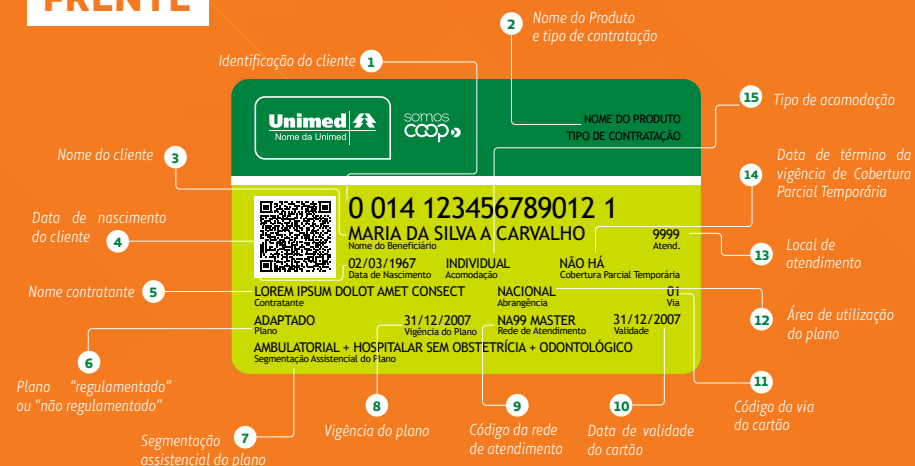 FRENTE
2
Nome do Produto
e tipo de contratação
Identificação do cliente 1
15 Tipo de acomodação
Unimed
Nome da Unimed
somos
coop
NOME DO PRODUTO
TIPO DE CONTRATAÇÃO
Nome do cliente 3
14
Data de término da
vigência de Cobertura
Parcial Temporária
0 014 123456789012 1
MARIA DA SILVA A CARVALHO
Nome do Beneficiário
9999
Atend.
Data de nascimento
do cliente
4
13
Local de
atendimento
02/03/1967 INDIVIDUAL NÃO HÁ
Data de Nascimento Acomodação Cobertura Parcial Temporária
Nome contratante 5
LOREM IPSUM DOLOT AMET CONSECT NACIONAL 01
Contratante Abrangência Via
12
Área de utilização
do plano
ADAPTADO 31/12/2007 NA99 MASTER 31/12/2007
Plano Vigência do Plano Rede de Atendimento Validade
AMBULATORIAL + HOSPITALAR SEM OBSTETRÍCIA + ODONTOLÓGICO
Segmentação Assistencial do Plano
6
Plano "regulamentado"
ou "não regulamentado"
11
Código da via
do cartão
7
Segmentação
assistencial do plano
8
Vigência do plano
9
Código da rede
de atendimento
10
Data de validade
do cartão